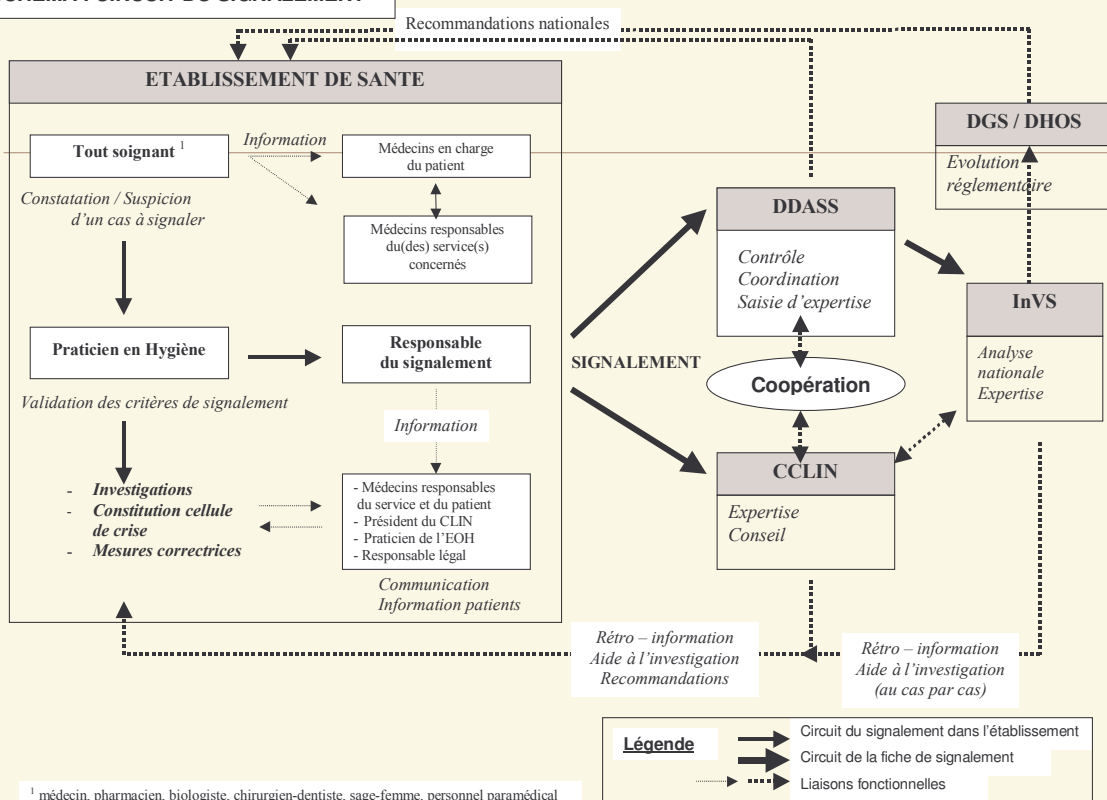 Recommandations nationales
ETABLISSEMENT DE SANTE
Tout soignant 1
Information
Médecins en charge
du patient
Constatation / Suspicion
d'un cas à signaler
Médecins responsables
du(des) service(s)
concernés
Praticien en Hygiène
Responsable
du signalement
Validation des critères de signalement
Information
- Investigations
- Constitution cellule
de crise
- Mesures correctrices
- Médecins responsables
du service et du patient
- Président du CLIN
- Praticien de l'EOH
- Responsable légal
Communication
Information patients
SIGNALEMENT
DDASS
Contrôle
Coordination
Saisie d'expertise
Coopération
CCLIN
Expertise
Conseil
DGS / DHOS
Evolution
réglementaire
InVS
Analyse
nationale
Expertise
Rétro – information
Aide à l'investigation
Recommandations
Rétro – information
Aide à l'investigation
(au cas par cas)
Légende
Circuit du signalement dans l'établissement
Circuit de la fiche de signalement
Liaisons fonctionnelles
1 médecin, pharmacien, biologiste, chirurgien-dentiste, sage-femme, personnel paramédical